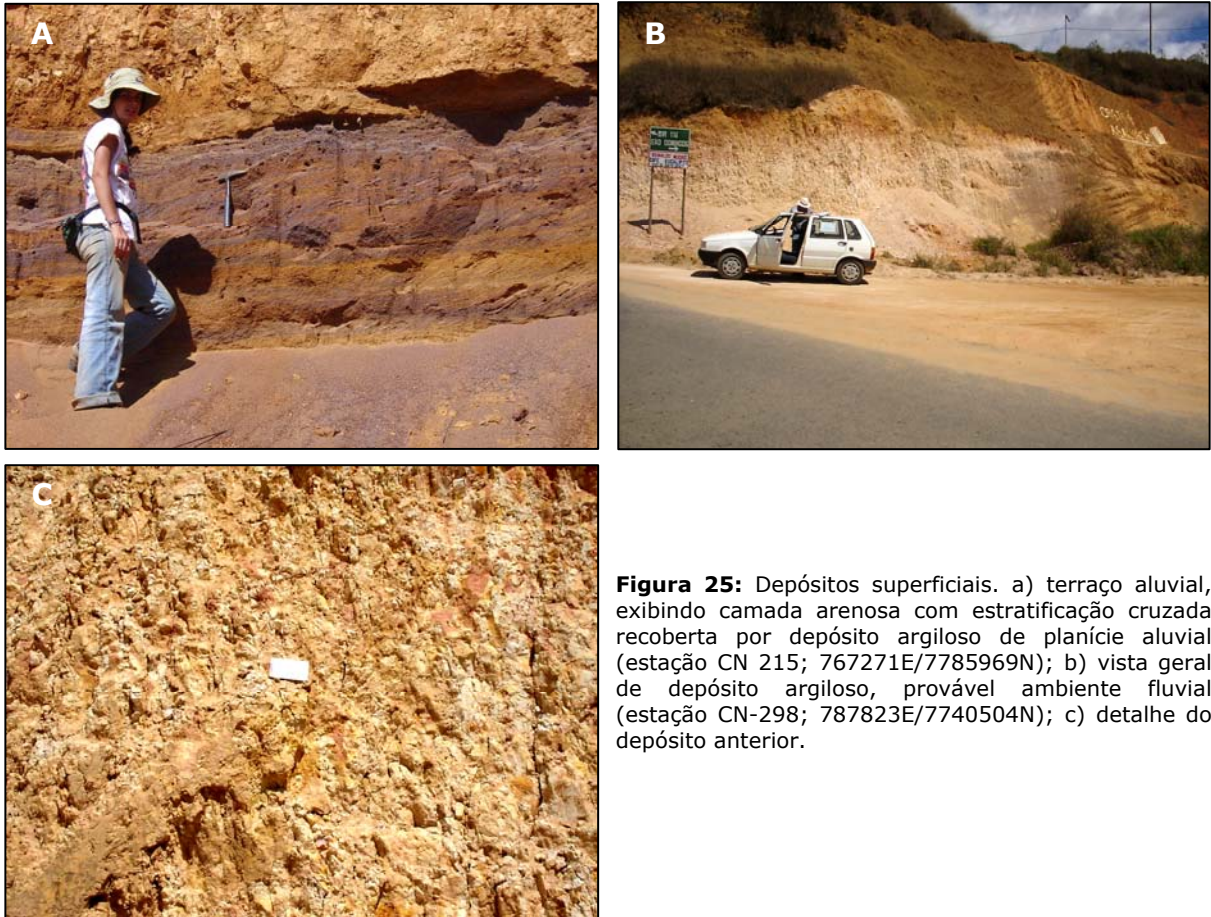 A
B
C
Figura 25: Depósitos superficiais. a) terraço aluvial,
exibindo camada arenosa com estratificação cruzada
recoberta por depósito argiloso de planície aluvial
(estação CN 215; 767271E/7785969N); b) vista geral
de depósito argiloso, provável ambiente fluvial
(estação CN-298; 787823E/7740504N); c) detalhe do
depósito anterior.